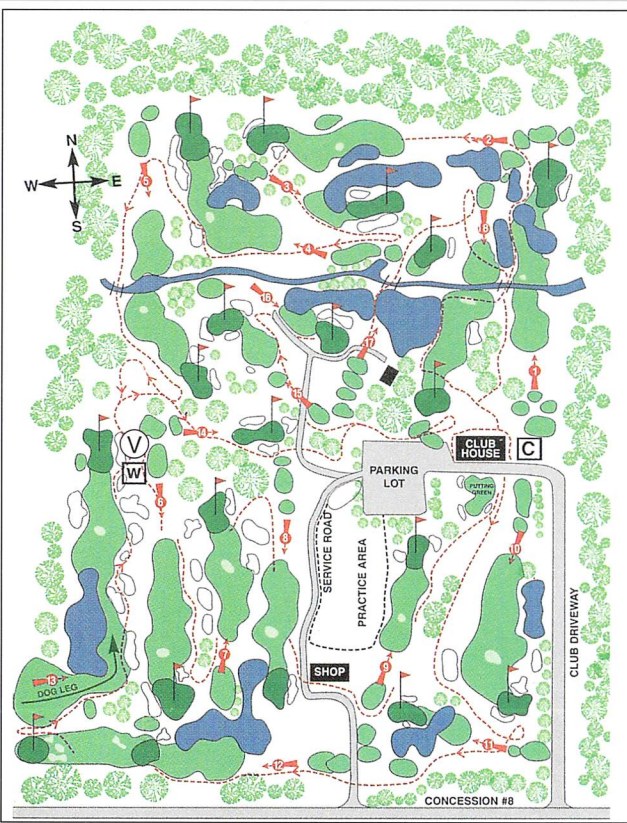 2
N
W E
S
5
3
18
4
16
17
1
15
14
CLUB
HOUSE
C
V
W
PARKING
LOT
PUTTING
GREEN
6
8
10
SERVICE ROAD
PRACTICE AREA
CLUB DRIVEWAY
7
9
SHOP
13
DOG LEG
11
12
CONCESSION #8